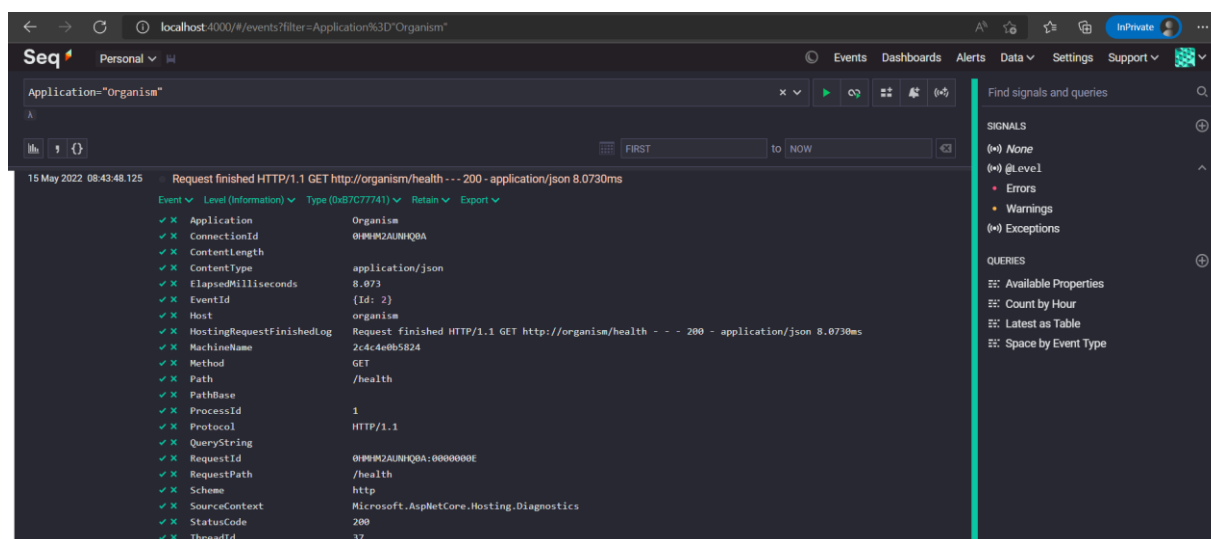 localhost:4000/#/events?filter=Application%3D"Organism"
InPrivate
Seq
Personal
Events Dashboards Alerts Data Settings Support
Application="Organism"
FIRST to NOW
15 May 2022 08:43:48.125 Request finished HTTP/1.1 GET http://organism/health - - - 200 - application/json 8.0730ms
Event Level (Information) Type (0xB7C77741) Retain Export
Application Organism
ConnectionId 0HMHM2AUNHQ0A
ContentLength
ContentType application/json
ElapsedMilliseconds 8.073
EventId {Id: 2}
Host organism
HostingRequestFinishedLog Request finished HTTP/1.1 GET http://organism/health - - - 200 - application/json 8.0730ms
MachineName 2c4c4e0b5824
Method GET
Path /health
PathBase
ProcessId 1
Protocol HTTP/1.1
QueryString
RequestId 0HMHM2AUNHQ0A:0000000E
RequestPath /health
Scheme http
SourceContext Microsoft.AspNetCore.Hosting.Diagnostics
StatusCode 200
ThreadId 37
Find signals and queries
SIGNALS
None
@Level
Errors
Warnings
Exceptions
QUERIES
Available Properties
Count by Hour
Latest as Table
Space by Event Type